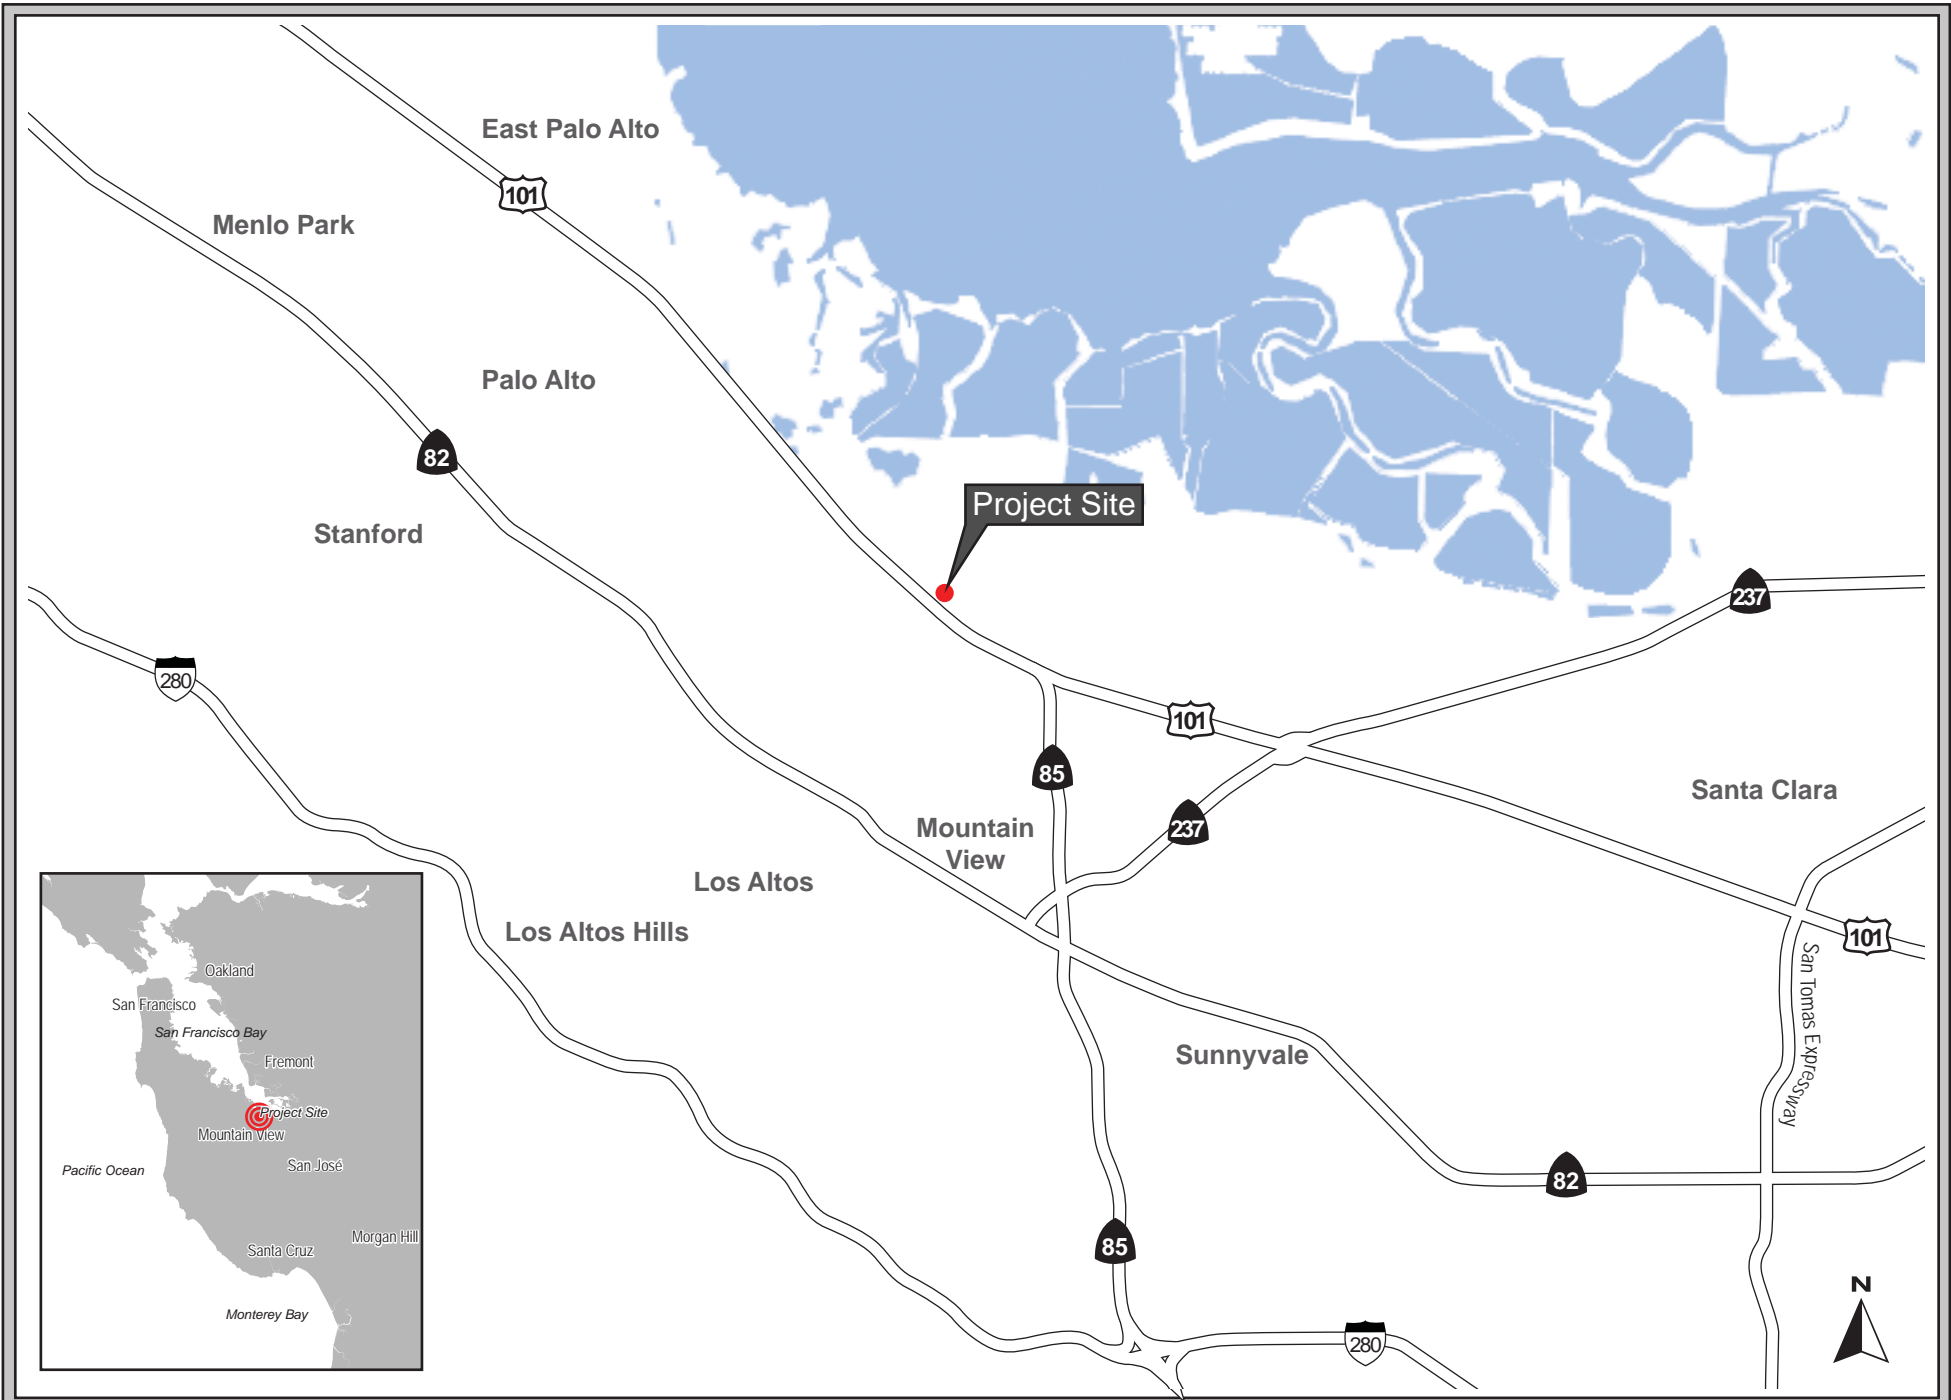 East Palo Alto
101
Menlo Park
Palo Alto
82
Project Site
Stanford
237
280
101
85
Santa Clara
Mountain
View
237
Los Altos
Los Altos Hills
101
San Tomas Expressway
Sunnyvale
82
85
N
280
Oakland
San Francisco
San Francisco Bay
Fremont
Project Site
Mountain View
San José
Pacific Ocean
Morgan Hill
Santa Cruz
Monterey Bay